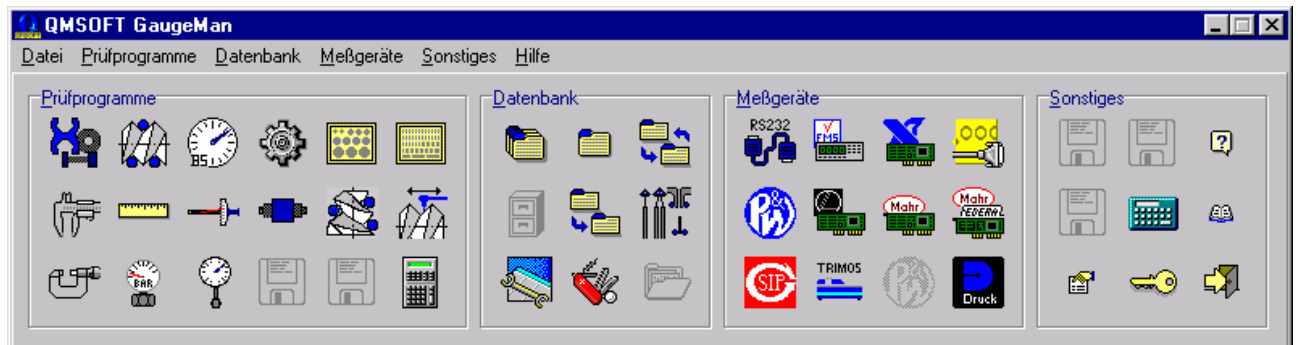 QMSOFT GaugeMan
Datei Prüfprogramme Datenbank Meßgeräte Sonstiges Hilfe
Prüfprogramme
Datenbank
Meßgeräte
Sonstiges
BS
RS232
FMS
Mahr
Mahr
FEDERAL
BAR
SIP
TRIMOS
Druck